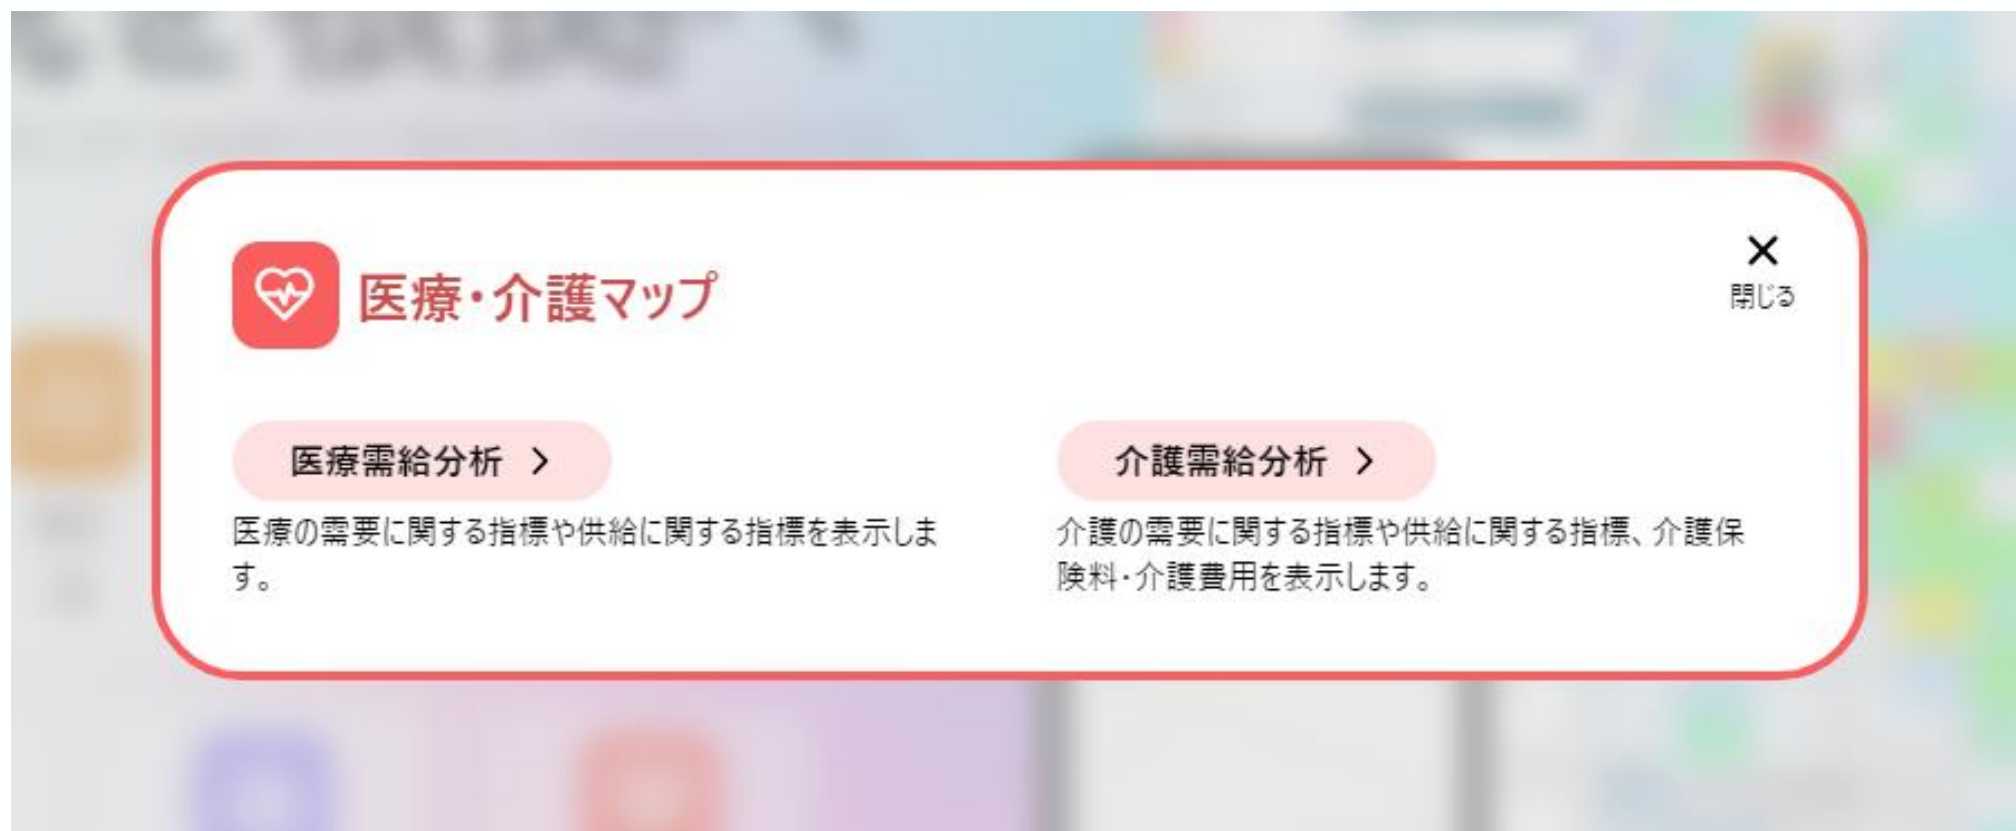 医療・介護マップ
閉じる
医療需給分析
医療の需要に関する指標や供給に関する指標を表示しま
す。
介護需給分析
介護の需要に関する指標や供給に関する指標、介護保
険料・介護費用を表示します。